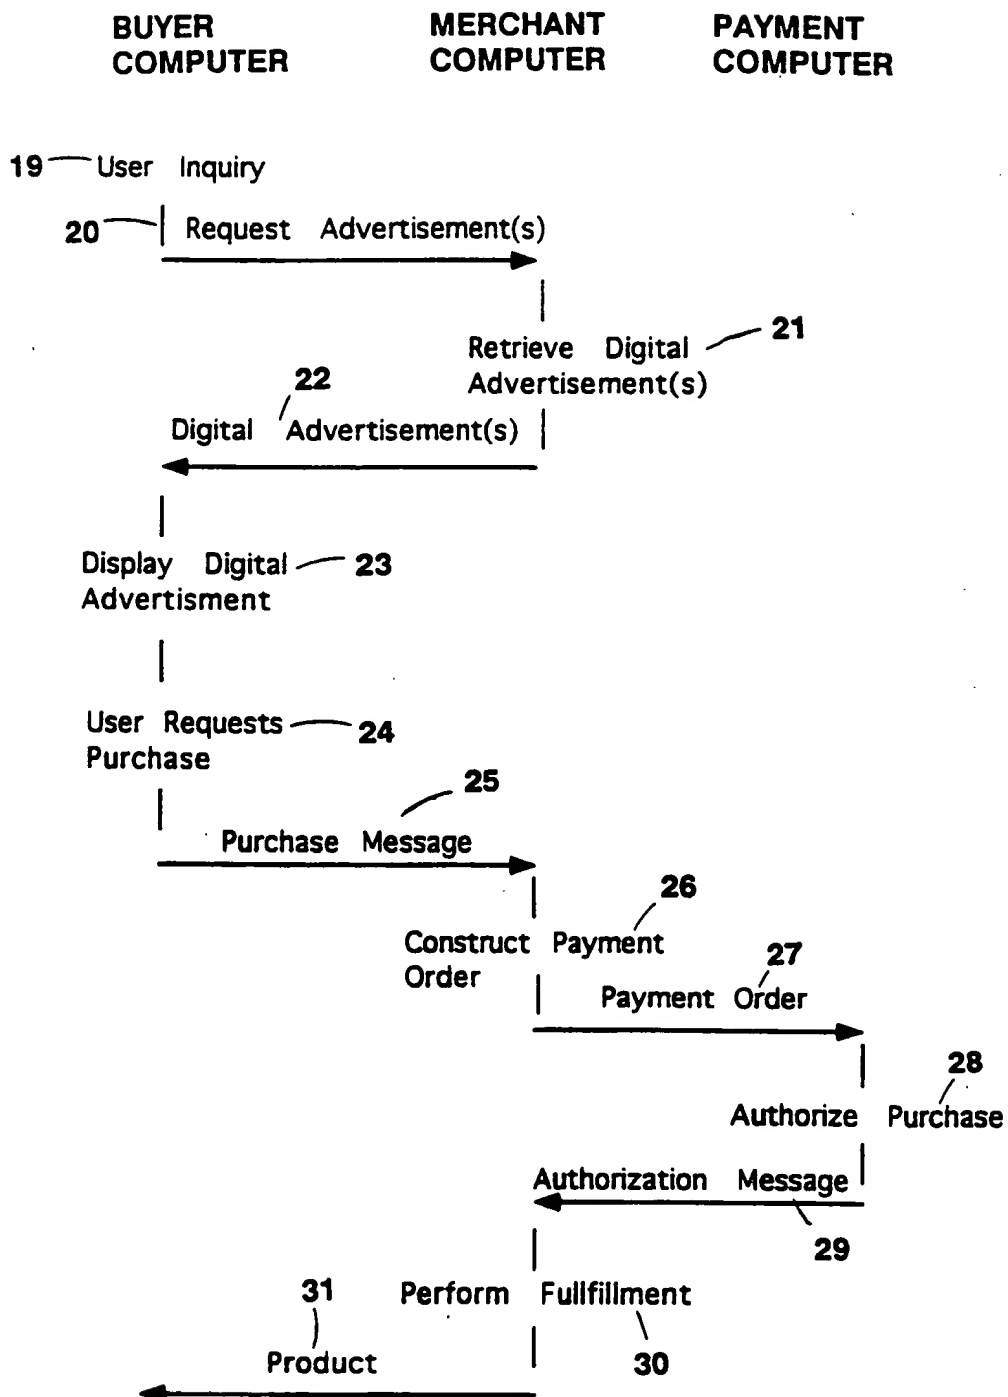 BUYER COMPUTER
MERCHANT COMPUTER
PAYMENT COMPUTER
19 User Inquiry
20 Request Advertisement(s)
21
Retrieve Digital
Advertisement(s)
22
Digital Advertisement(s)
Display Digital 23
Advertisment
User Requests 24
Purchase
25
Purchase Message
26
Construct Payment
Order
27
Payment Order
28
Authorize Purchase
Authorization Message
29
31
Perform Fullfillment
30
Product